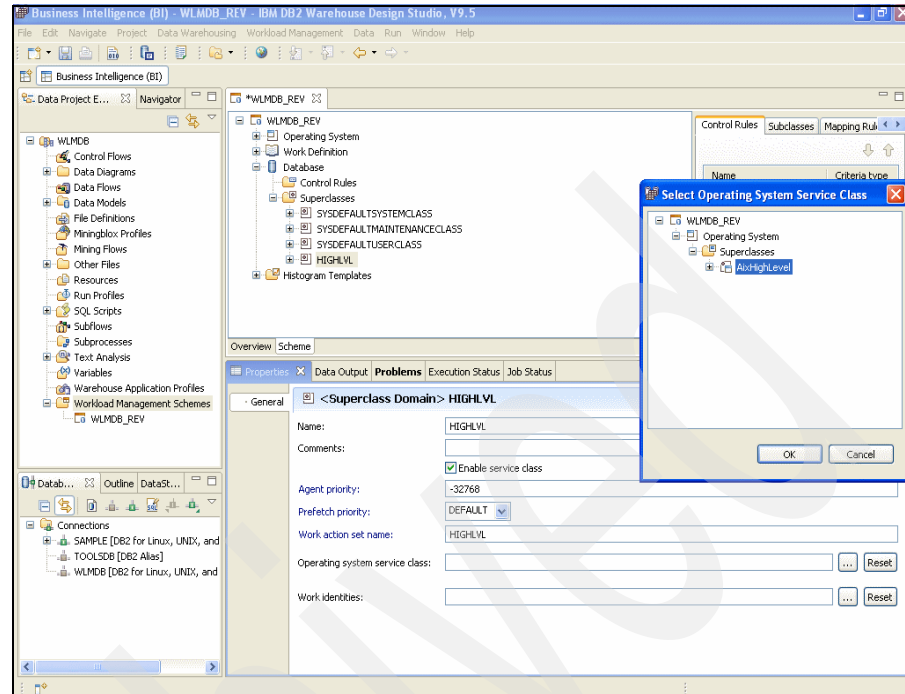 Business Intelligence (BI) - WLMDB_REV - IBM DB2 Warehouse Design Studio, V9.5
File Edit Navigate Project Data Warehousing Workload Management Data Run Window Help
Business Intelligence (BI)
Data Project E... Navigator
WLMDB
Control Flows
Data Diagrams
Data Flows
Data Models
File Definitions
Miningblox Profiles
Mining Flows
Other Files
Resources
Run Profiles
SQL Scripts
Subflows
Subprocesses
Text Analysis
Variables
Warehouse Application Profiles
Workload Management Schemes
WLMDB_REV
*WLMDB_REV
WLMDB_REV
Operating System
Work Definition
Database
Control Rules
Superclasses
SYSDEFAULTSYSTEMCLASS
SYSDEFAULTMAINTENANCECLASS
SYSDEFAULTUSERCLASS
HIGHLVL
Histogram Templates
Overview Scheme
Control Rules Subclasses Mapping Rul
Name Criteria type
Select Operating System Service Class
WLMDB_REV
Operating System
Superclasses
AixHighLevel
OK Cancel
Properties Data Output Problems Execution Status Job Status
General
<Superclass Domain> HIGHLVL
Name: HIGHLVL
Comments:
Enable service class
Agent priority: -32768
Prefetch priority: DEFAULT
Work action set name: HIGHLVL
Operating system service class: ... Reset
Work identities: ... Reset
Datab... Outline DataSt...
Connections
SAMPLE [DB2 for Linux, UNIX, and
TOOLSDB [DB2 Alias]
WLMDB [DB2 for Linux, UNIX, and